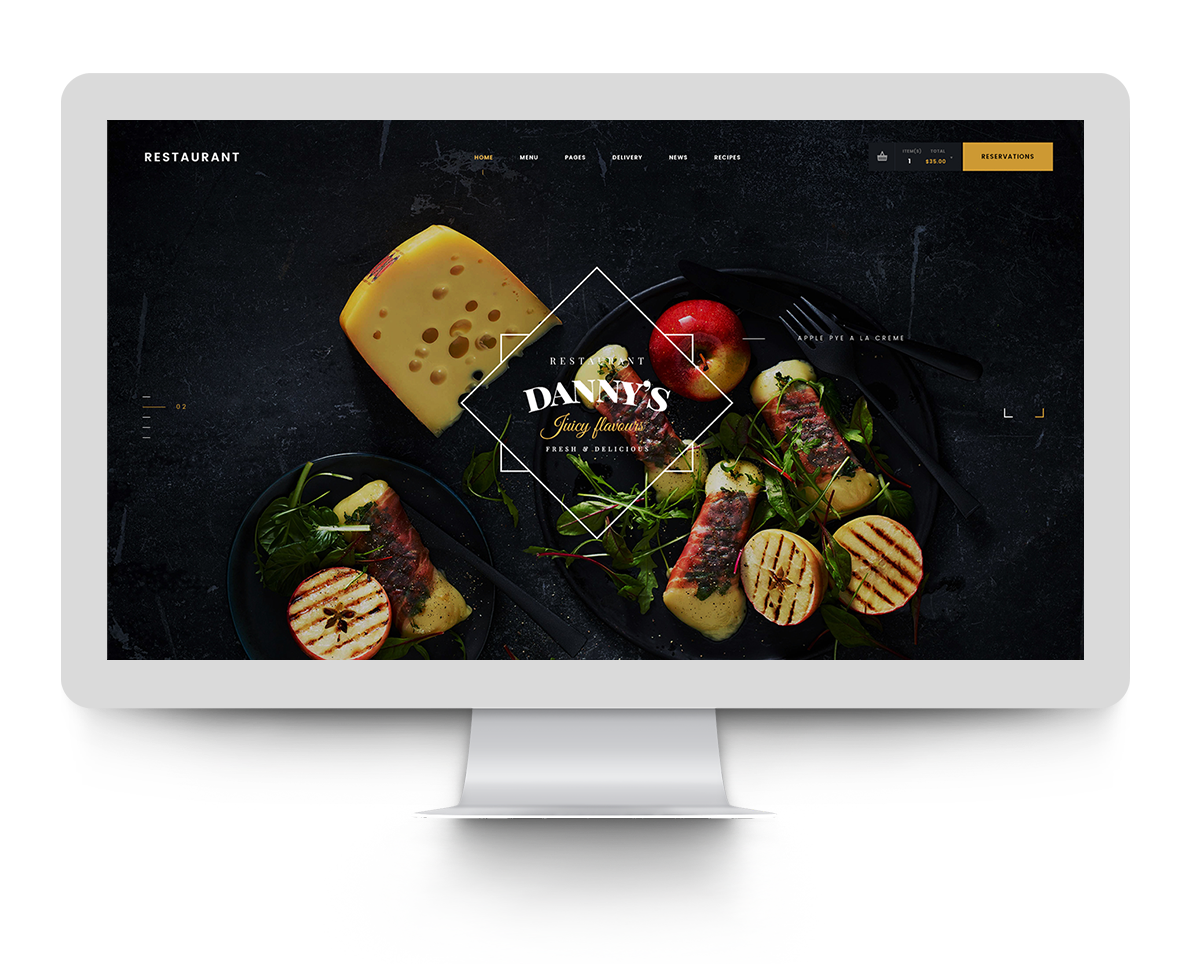 RESTAURANT
HOME
MENU
PAGES
DELIVERY
NEWS
RECIPES
ITEM(S) TOTAL
1 $35.00
RESERVATIONS
APPLE PYE A LA CREME
RESTAURANT
DANNY'S
Juicy flavours
FRESH & DELICIOUS
02